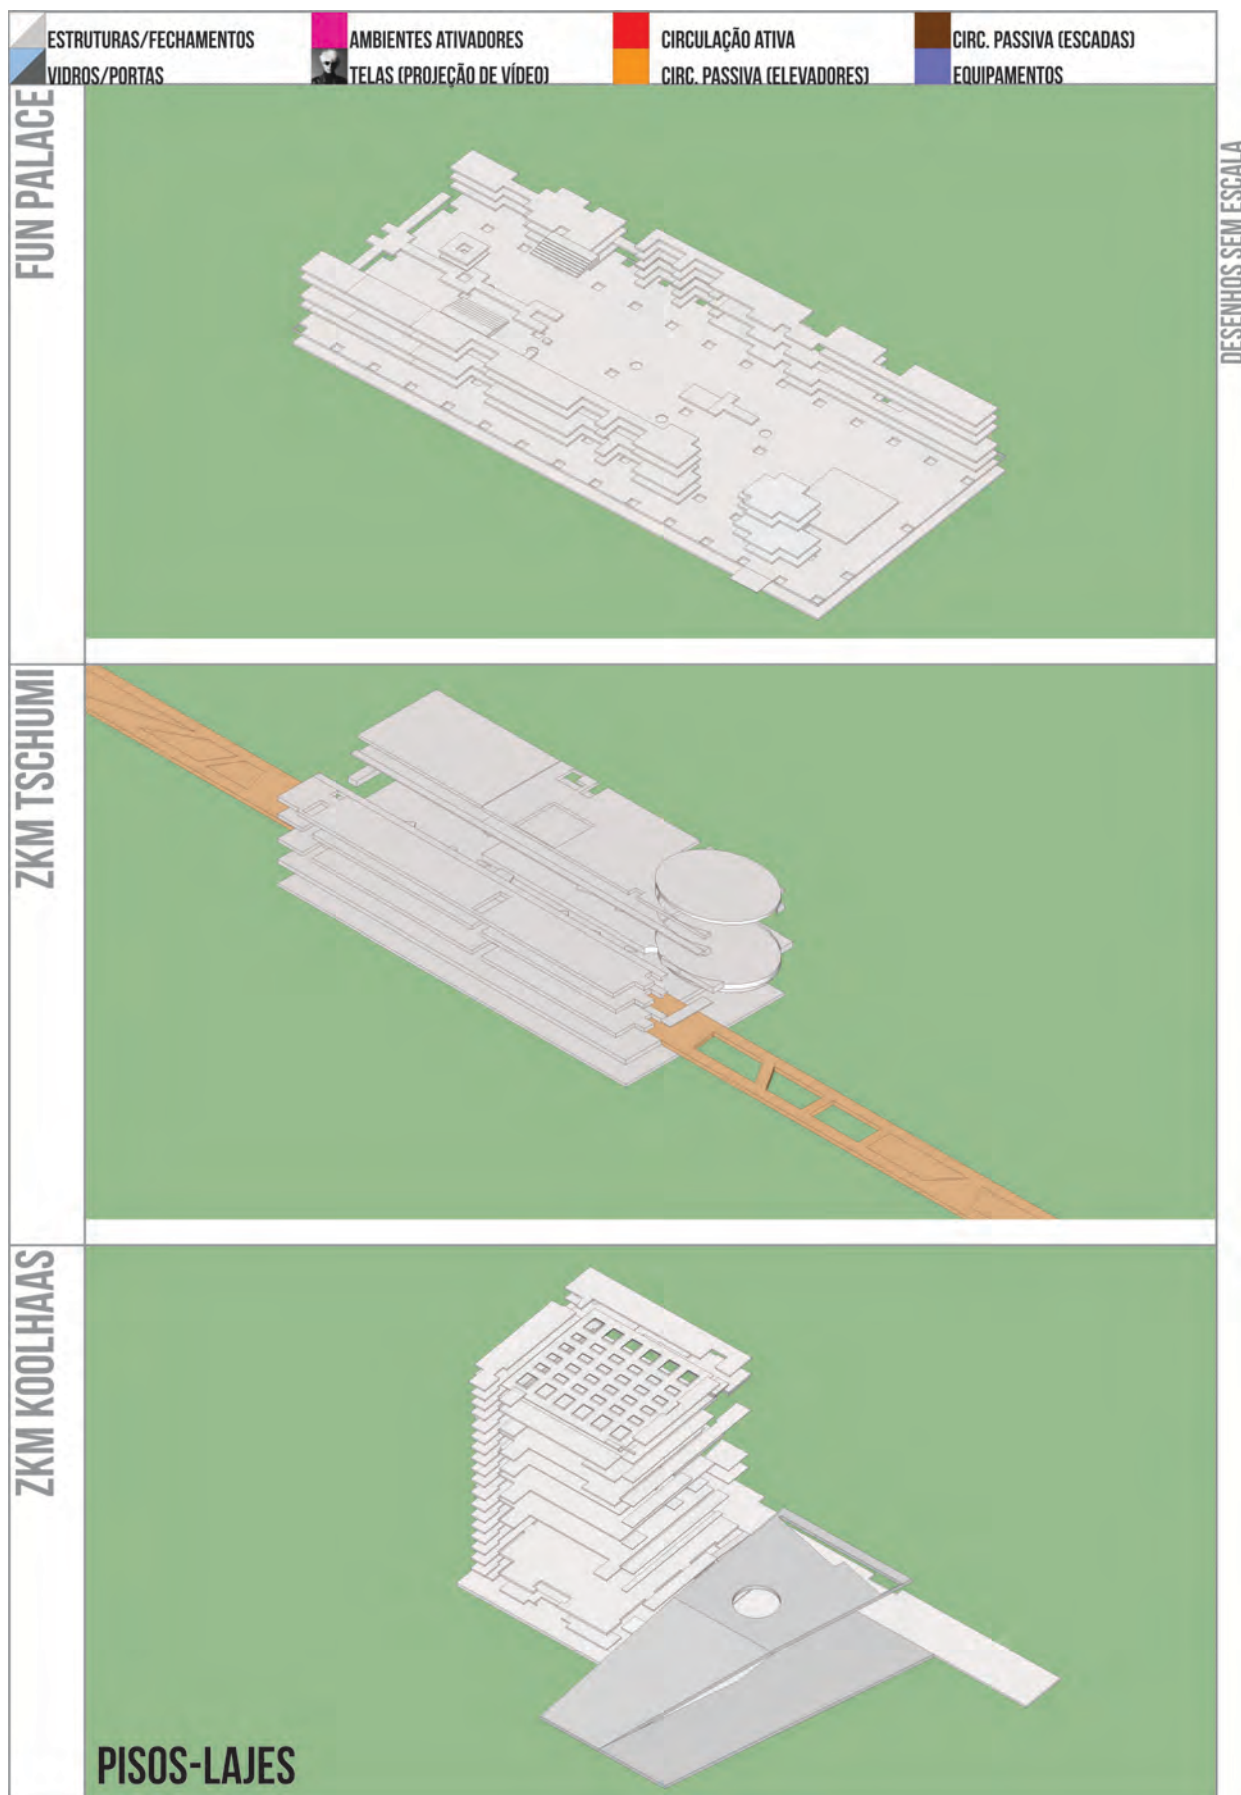 ESTRUTURAS/FECHAMENTOS
AMBIENTES ATIVADORES
CIRCULAÇÃO ATIVA
CIRC. PASSIVA (ESCADAS)
VIDROS/PORTAS
TELAS (PROJEÇÃO DE VÍDEO)
CIRC. PASSIVA (ELEVADORES)
EQUIPAMENTOS
FUN PALACE
DESENHOS SEM ESCALA
ZKM TSCHUMI
ZKM KOOLHAAS
PISOS-LAJES